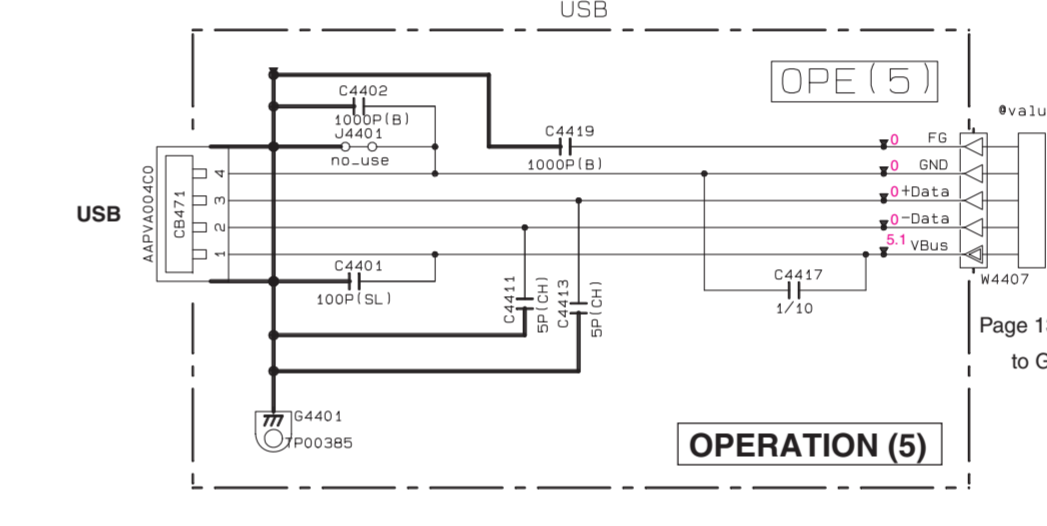 USB
OPE(5)
C4402
1000P(B)
J4401
no_use
C4419
1000P(B)
@valu
0 FG
0 GND
0 +Data
0 -Data
5.1 VBus
W4407
USB
AAPVA004C0
CB471
4
3
2
1
C4401
100P(SL)
C4411
5P(CH)
C4413
5P(CH)
C4417
1/10
Page 1
to G
G4401
TP00385
OPERATION (5)